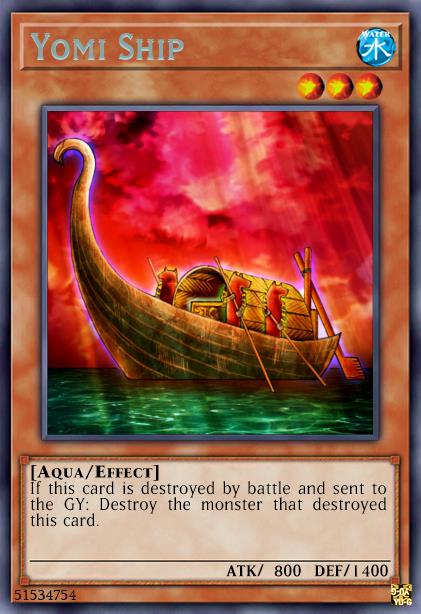 Yomi Ship
WATER
水
[Aqua/Effect]
If this card is destroyed by battle and sent to
the GY: Destroy the monster that destroyed
this card.
ATK/ 800 DEF/1400
51534754